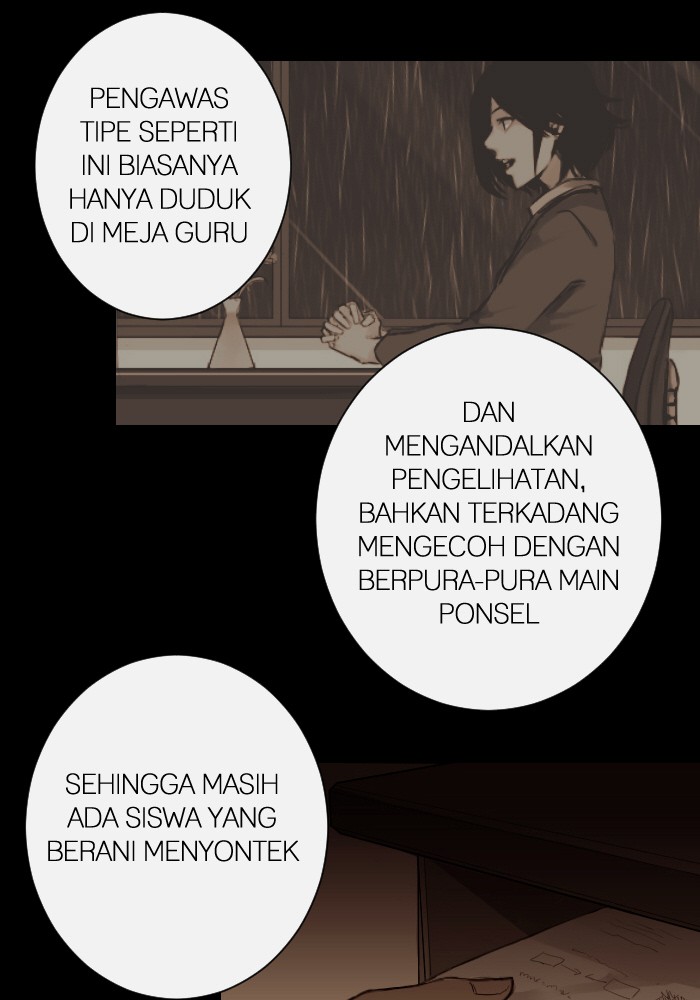 PENGAWAS
TIPE SEPERTI
INI BIASANYA
HANYA DUDUK
DI MEJA GURU
DAN
MENGANDALKAN
PENGELIHATAN,
BAHKAN TERKADANG
MENGECOH DENGAN
BERPURA-PURA MAIN
PONSEL
SEHINGGA MASIH
ADA SISWA YANG
BERANI MENYONTEK